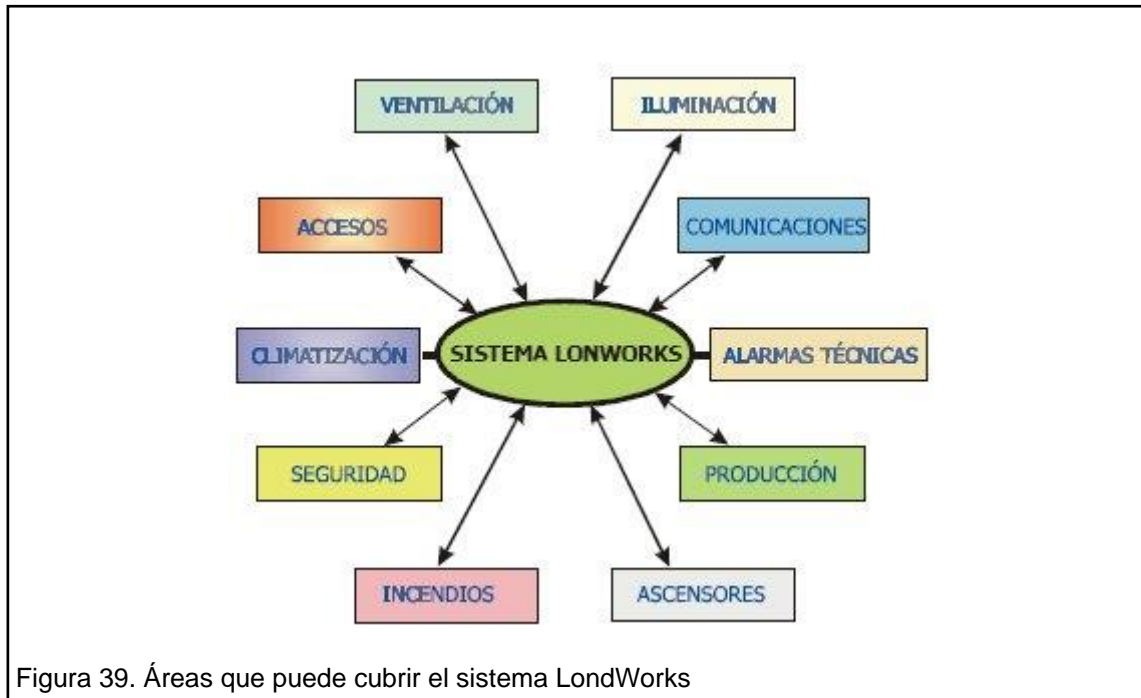 VENTILACIÓN
ILUMINACIÓN
ACCESOS
COMUNICACIONES
CLIMATIZACIÓN
SISTEMA LONWORKS
ALARMAS TÉCNICAS
SEGURIDAD
PRODUCCIÓN
INCENDIOS
ASCENSORES
Figura 39. Áreas que puede cubrir el sistema LondWorks